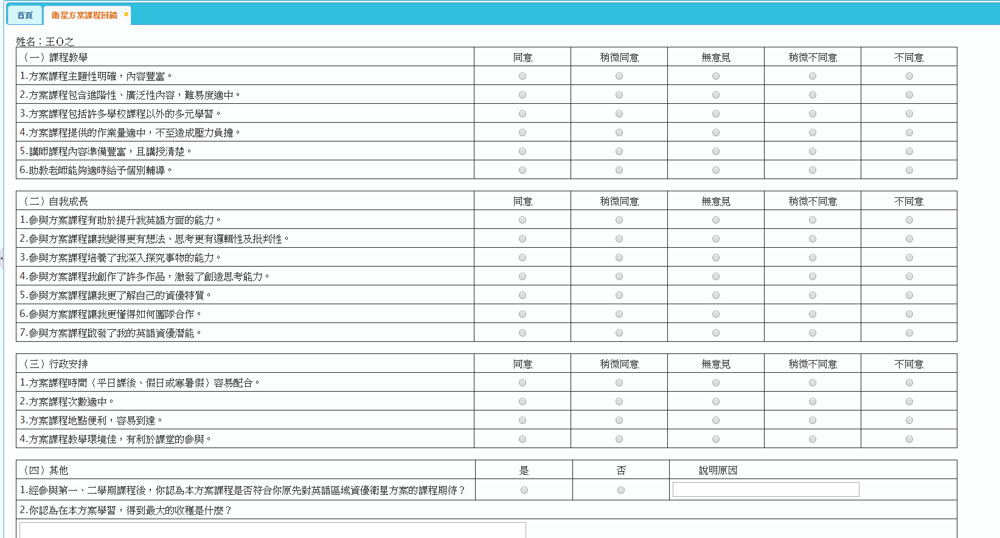 首頁 衛星方案課程回饋
姓名：王O之
（一）課程教學 同意 稍微同意 無意見 稍微不同意 不同意
1.方案課程主題性明確，內容豐富。
2.方案課程包含進階性、廣泛性內容，難易度適中。
3.方案課程包括許多學校課程以外的多元學習。
4.方案課程提供的作業量適中，不至造成壓力負擔。
5.講師課程內容準備豐富，且講授清楚。
6.助教老師能夠適時給予個別輔導。
（二）自我成長 同意 稍微同意 無意見 稍微不同意 不同意
1.參與方案課程有助於提升我英語方面的能力。
2.參與方案課程讓我變得更有想法、思考更有邏輯性及批判性。
3.參與方案課程培養了我深入探究事物的能力。
4.參與方案課程我創作了許多作品，激發了創造思考能力。
5.參與方案課程讓我更了解自己的資優特質。
6.參與方案課程讓我更懂得如何團隊合作。
7.參與方案課程啟發了我的英語資優潛能。
（三）行政安排 同意 稍微同意 無意見 稍微不同意 不同意
1.方案課程時間（平日課後、假日或寒暑假）容易配合。
2.方案課程次數適中。
3.方案課程地點便利，容易到達。
4.方案課程教學環境佳，有利於課堂的參與。
（四）其他 是 否 說明原因
1.經參與第一、二學期課程後，你認為本方案課程是否符合你原先對英語區域資優衛星方案的課程期待？
2.你認為在本方案學習，得到最大的收穫是什麼？